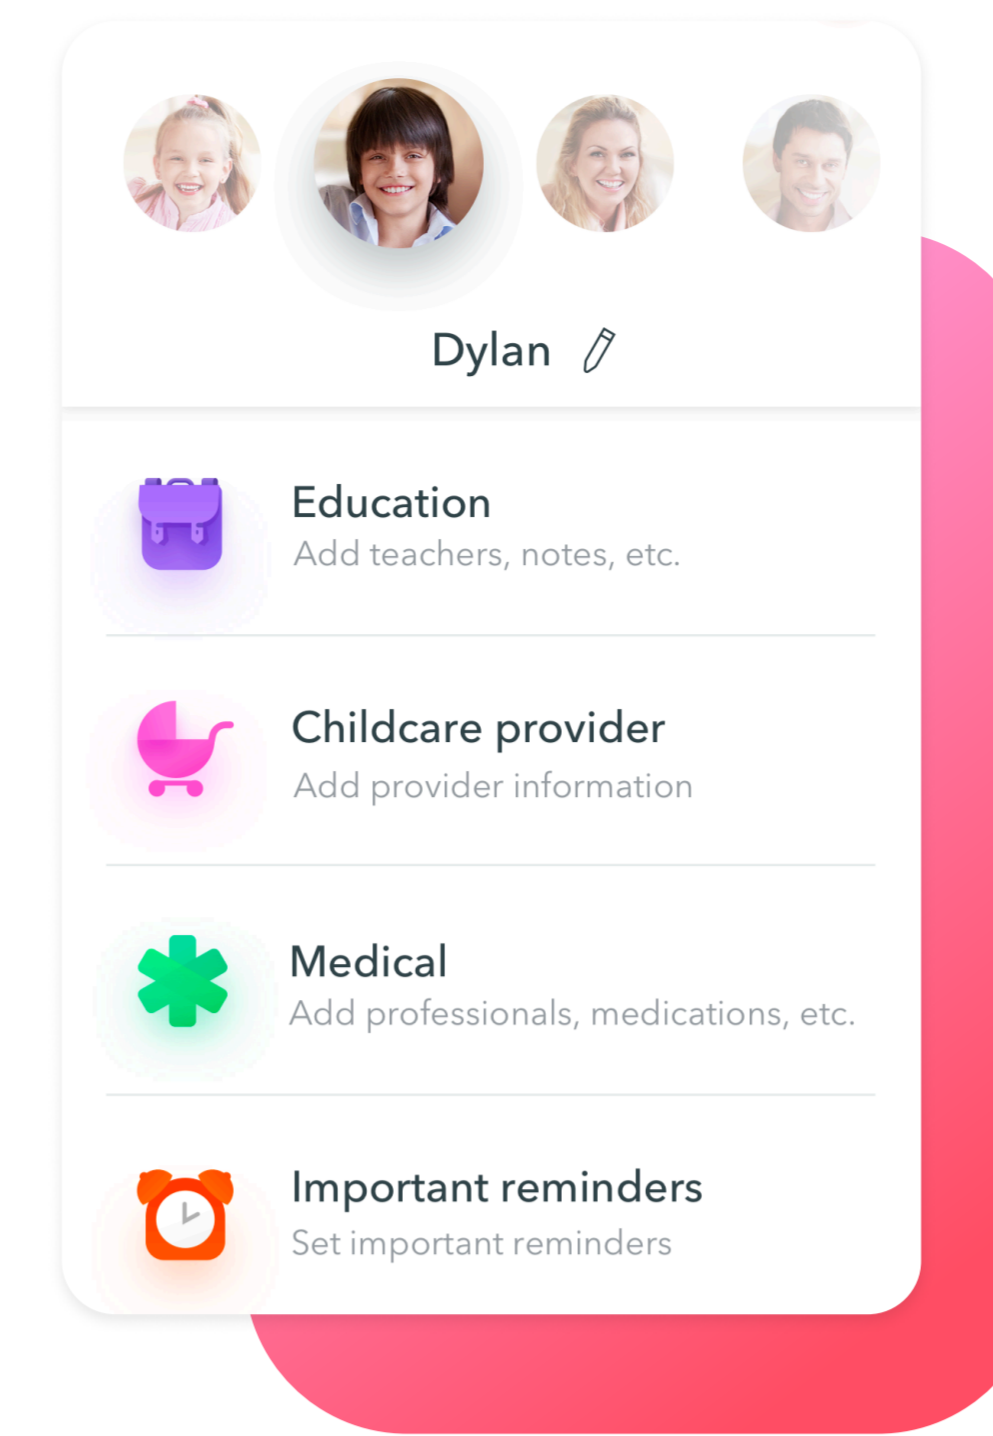 Dylan
Education
Add teachers, notes, etc.
Childcare provider
Add provider information
Medical
Add professionals, medications, etc.
Important reminders
Set important reminders